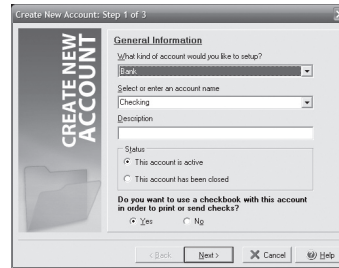 Create New Account: Step 1 of 3
CREATE NEW
ACCOUNT
General Information
What kind of account would you like to setup?
Bank
Select or enter an account name
Checking
Description
Status
This account is active
This account has been closed
Do you want to use a checkbook with this account
in order to print or send checks?
Yes No
< Back Next > Cancel Help